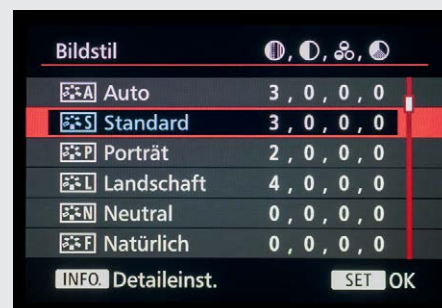 Bildstil
A Auto 3 , 0 , 0 , 0
S Standard 3 , 0 , 0 , 0
P Porträt 2 , 0 , 0 , 0
L Landschaft 4 , 0 , 0 , 0
N Neutral 0 , 0 , 0 , 0
F Natürlich 0 , 0 , 0 , 0
INFO. Detaileinst. SET OK